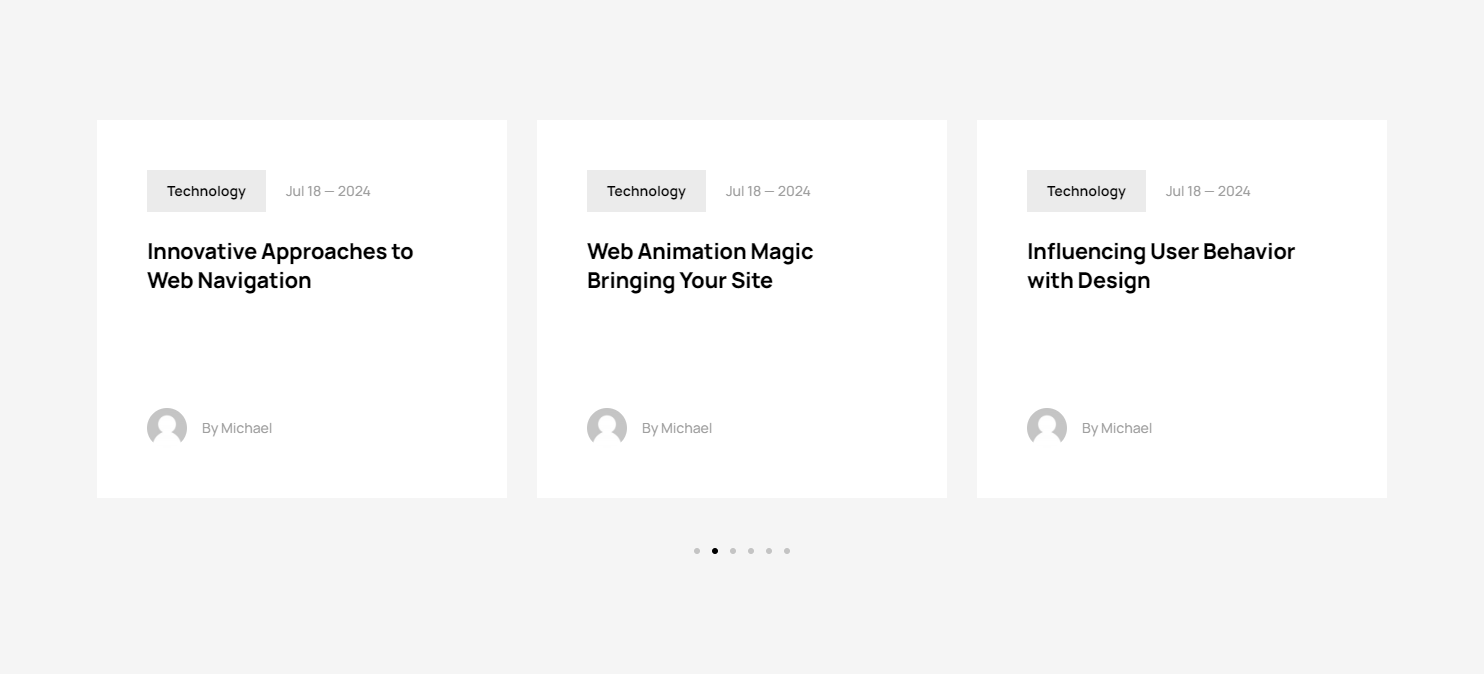 Technology Jul 18 — 2024
Innovative Approaches to
Web Navigation
By Michael
Technology Jul 18 — 2024
Web Animation Magic
Bringing Your Site
By Michael
Technology Jul 18 — 2024
Influencing User Behavior
with Design
By Michael